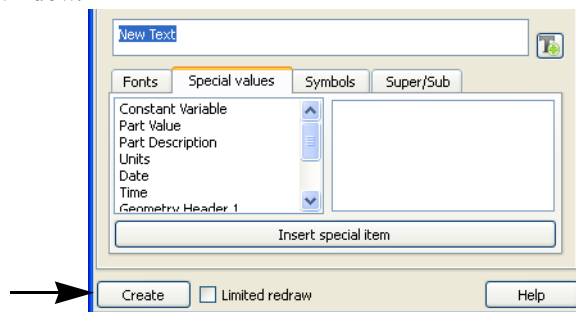 New Text
Fonts Special values Symbols Super/Sub
Constant Variable
Part Value
Part Description
Units
Date
Time
Geometry Header 1
Insert special item
Create Limited redraw Help